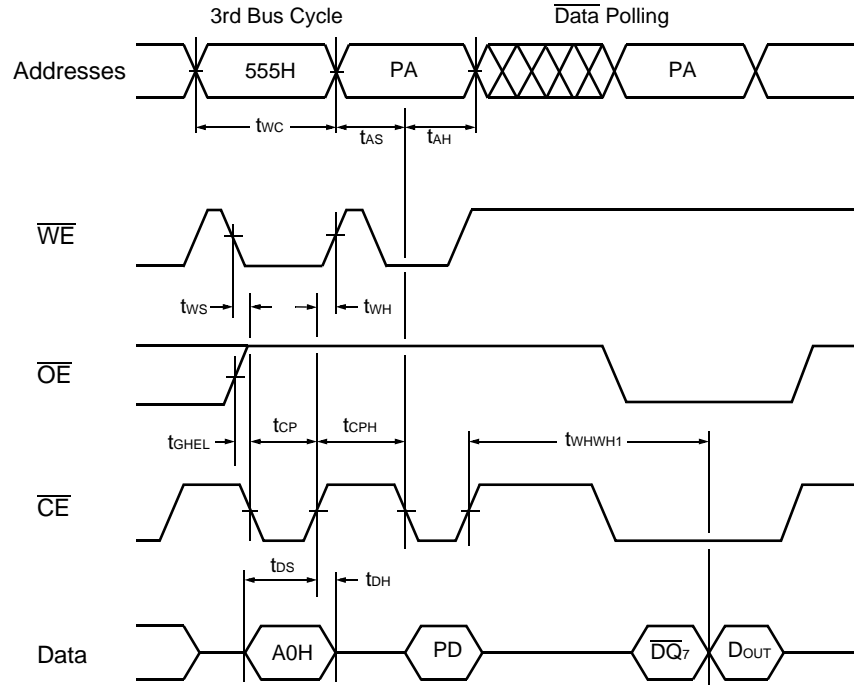 3rd Bus Cycle
Data Polling
Addresses
555H
PA
PA
tWC
tAS
tAH
WE
tWS
tWH
OE
tGHEL
tCP
tCPH
tWHWH1
CE
tDS
tDH
Data
A0H
PD
DQ7
DOUT